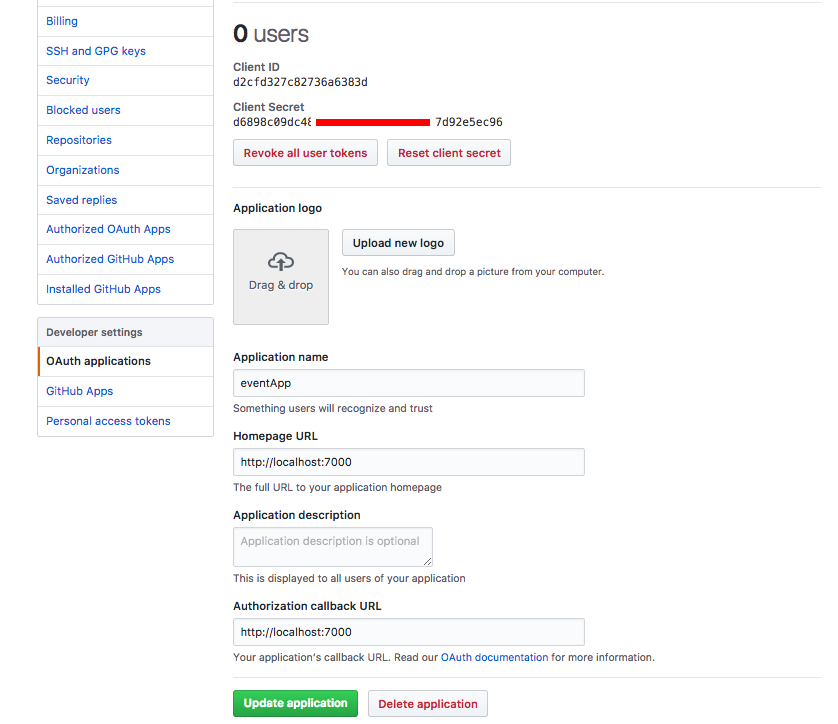 Billing
SSH and GPG keys
Security
Blocked users
Repositories
Organizations
Saved replies
Authorized OAuth Apps
Authorized GitHub Apps
Installed GitHub Apps
Developer settings
OAuth applications
GitHub Apps
Personal access tokens
0 users
Client ID
d2cfd327c82736a6383d
Client Secret
d6898c09dc48 7d92e5ec96
Revoke all user tokens Reset client secret
Application logo
Drag & drop
Upload new logo
You can also drag and drop a picture from your computer.
Application name
eventApp
Something users will recognize and trust
Homepage URL
http://localhost:7000
The full URL to your application homepage
Application description
Application description is optional
This is displayed to all users of your application
Authorization callback URL
http://localhost:7000
Your application's callback URL. Read our OAuth documentation for more information.
Update application Delete application